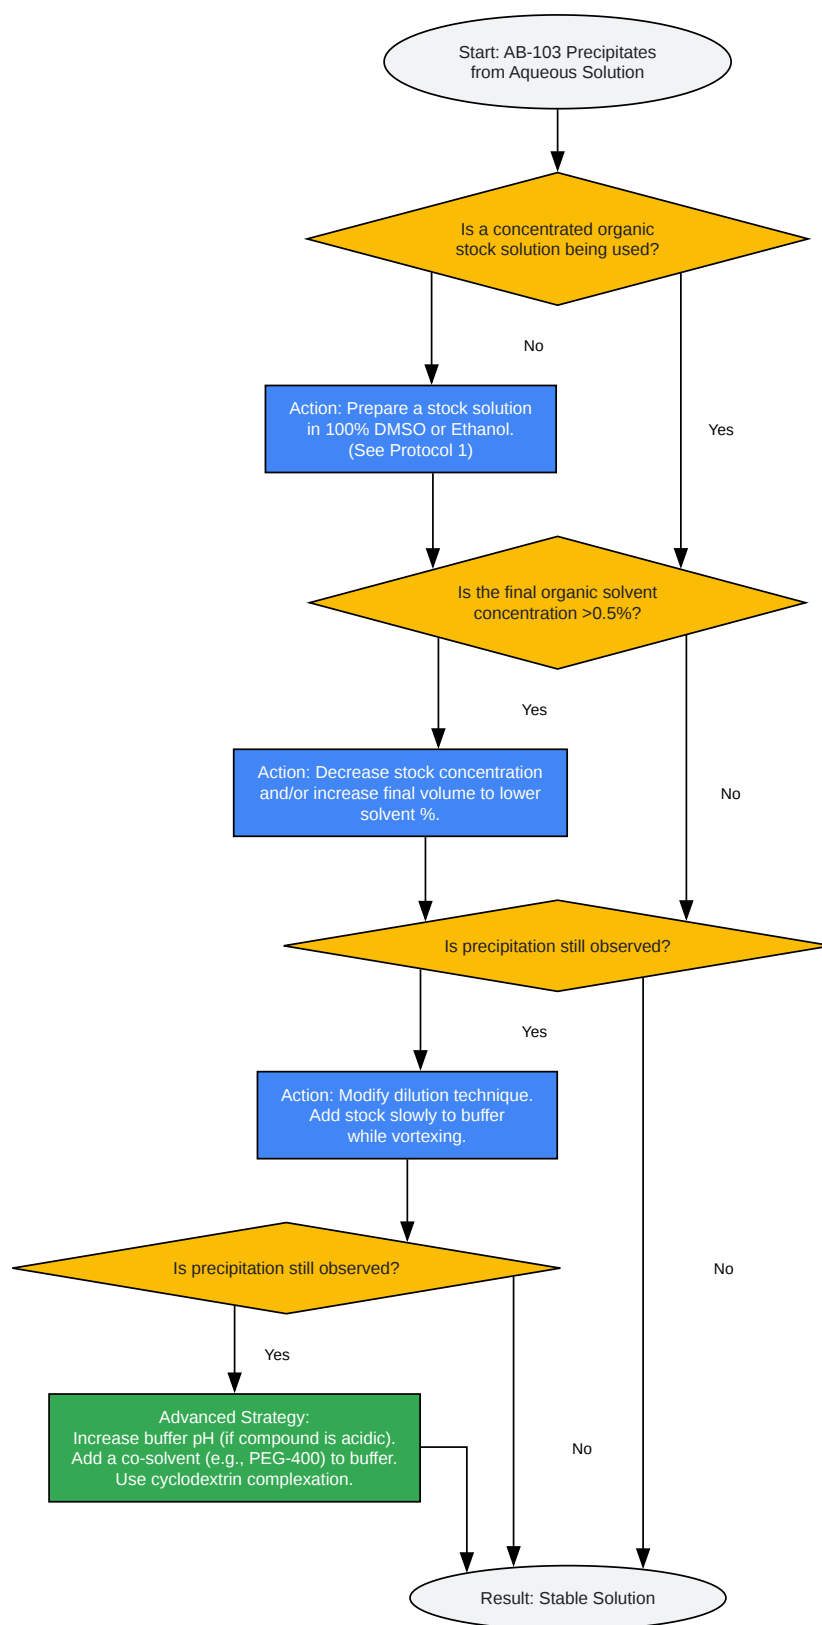 Start: AB-103 Precipitates
from Aqueous Solution
Is a concentrated organic
stock solution being used?
No
Action: Prepare a stock solution
in 100% DMSO or Ethanol.
(See Protocol 1)
Yes
Is the final organic solvent
concentration >0.5%?
Yes
Action: Decrease stock concentration
and/or increase final volume to lower
solvent %.
No
Is precipitation still observed?
Yes
Action: Modify dilution technique.
Add stock slowly to buffer
while vortexing.
Is precipitation still observed?
No
Yes
Advanced Strategy:
Increase buffer pH (if compound is acidic).
Add a co-solvent (e.g., PEG-400) to buffer.
Use cyclodextrin complexation.
No
Result: Stable Solution